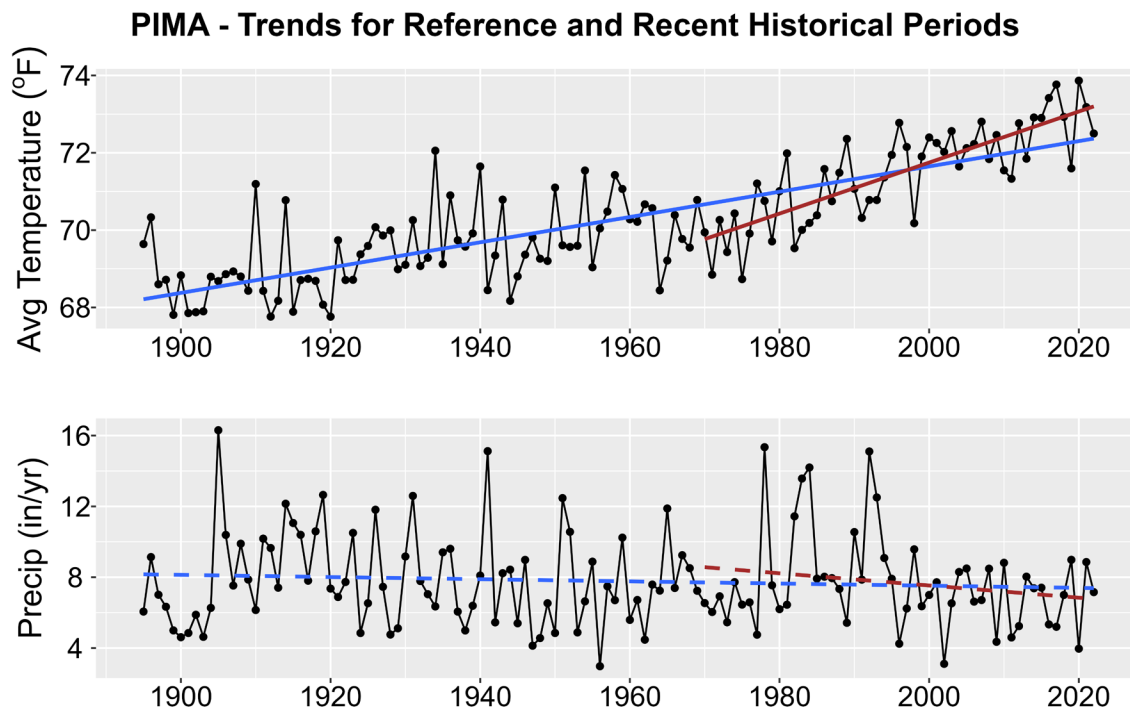 PIMA - Trends for Reference and Recent Historical Periods
Avg Temperature (°F)
74
72
70
68
1900 1920 1940 1960 1980 2000 2020
Precip (in/yr)
16
12
8
4
1900 1920 1940 1960 1980 2000 2020